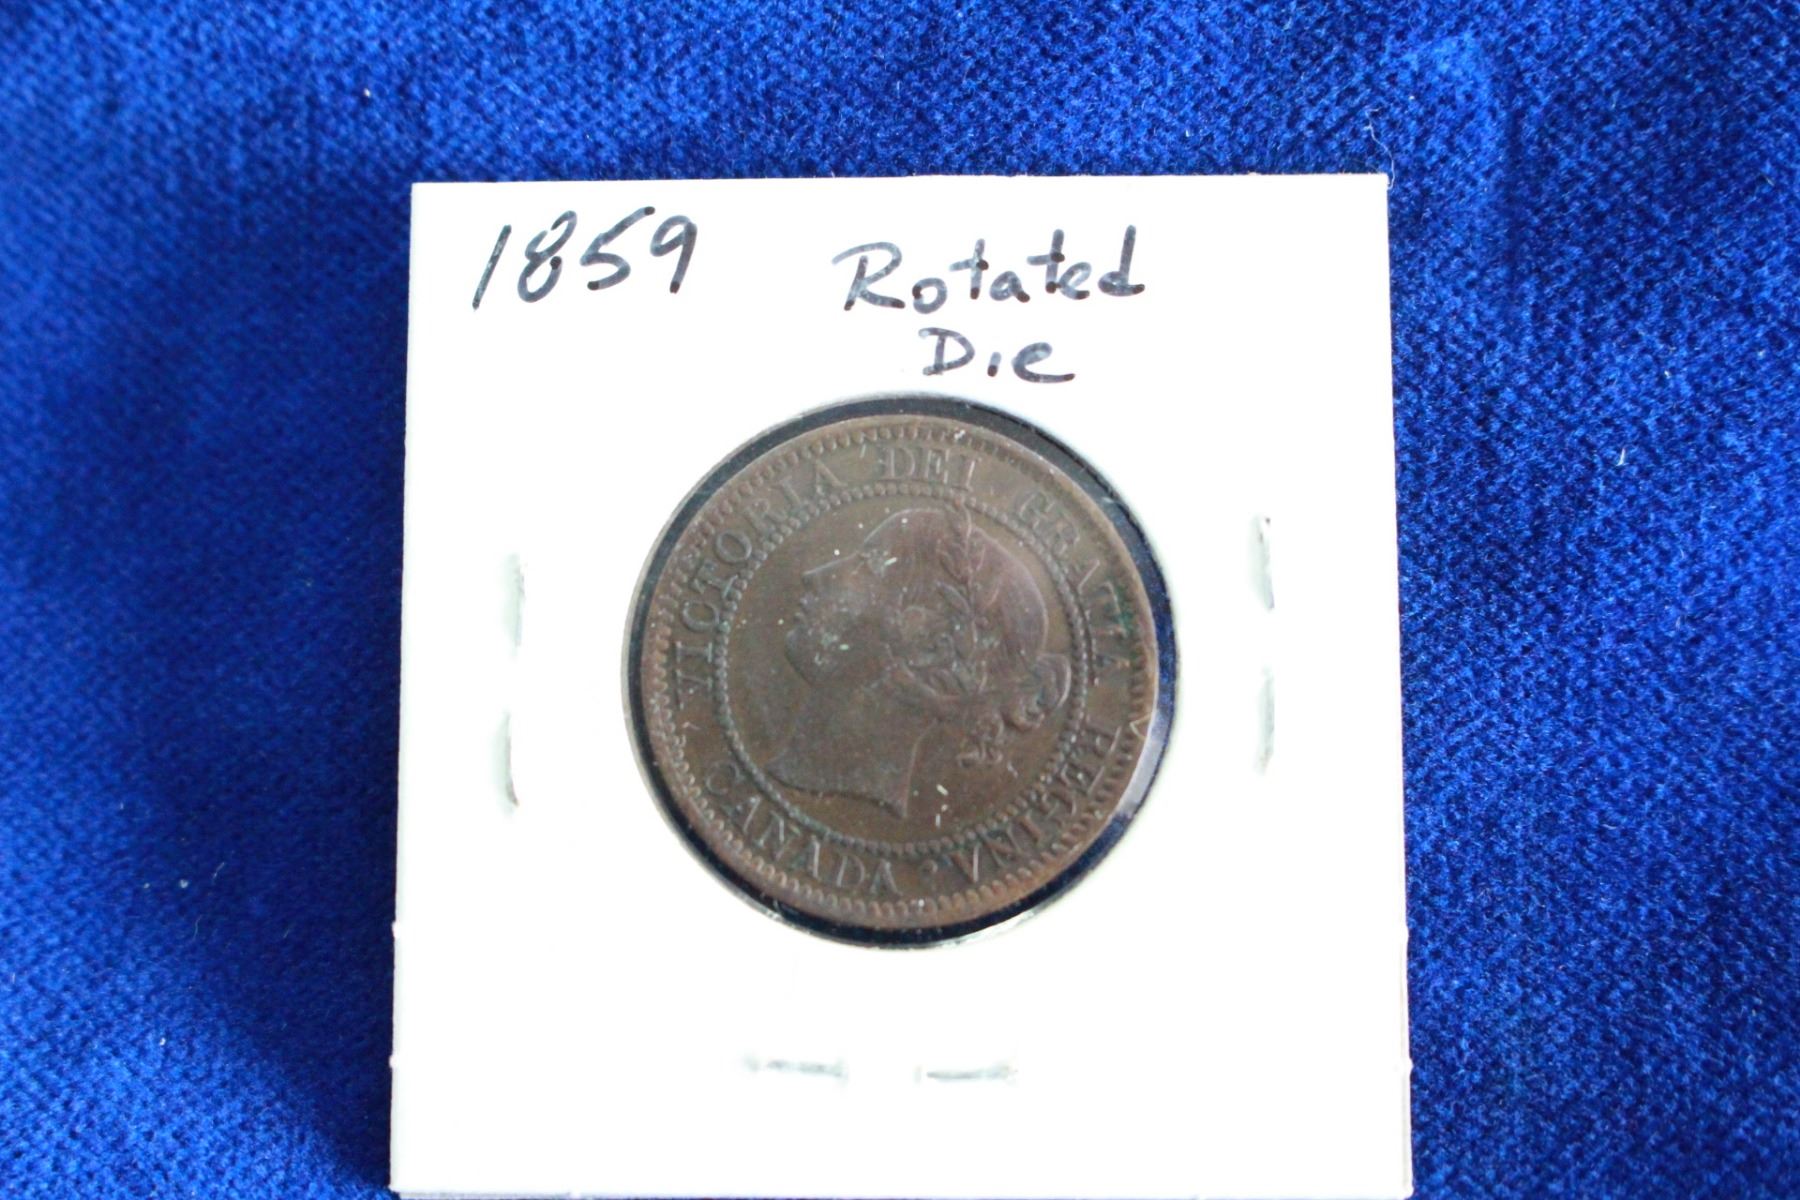 1859 Rotated
Die
VICTORIA DEI GRATIA REGINA.
CANADA